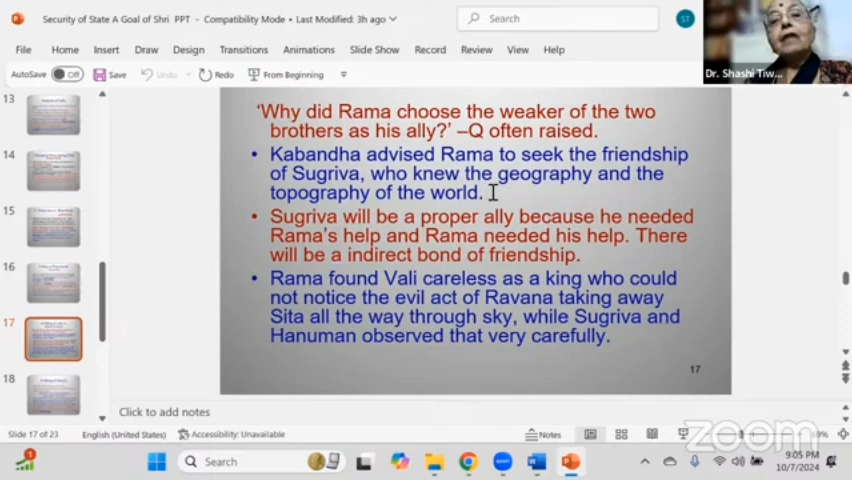 Security of State A Goal of Shri PPT - Compatibility Mode • Last Modified: 3h ago
Search
ST
Dr. Shashi Tiw...
File Home Insert Draw Design Transitions Animations Slide Show Record Review View Help
AutoSave Off Save Undo Redo From Beginning
13
14
15
16
17
18
‘Why did Rama choose the weaker of the two
brothers as his ally?’ –Q often raised.
• Kabandha advised Rama to seek the friendship
of Sugriva, who knew the geography and the
topography of the world.
• Sugriva will be a proper ally because he needed
Rama's help and Rama needed his help. There
will be a indirect bond of friendship.
• Rama found Vali careless as a king who could
not notice the evil act of Ravana taking away
Sita all the way through sky, while Sugriva and
Hanuman observed that very carefully.
17
Click to add notes
Slide 17 of 23 English (United States) Accessibility: Unavailable Notes
zoom
Search
9:05 PM
10/7/2024